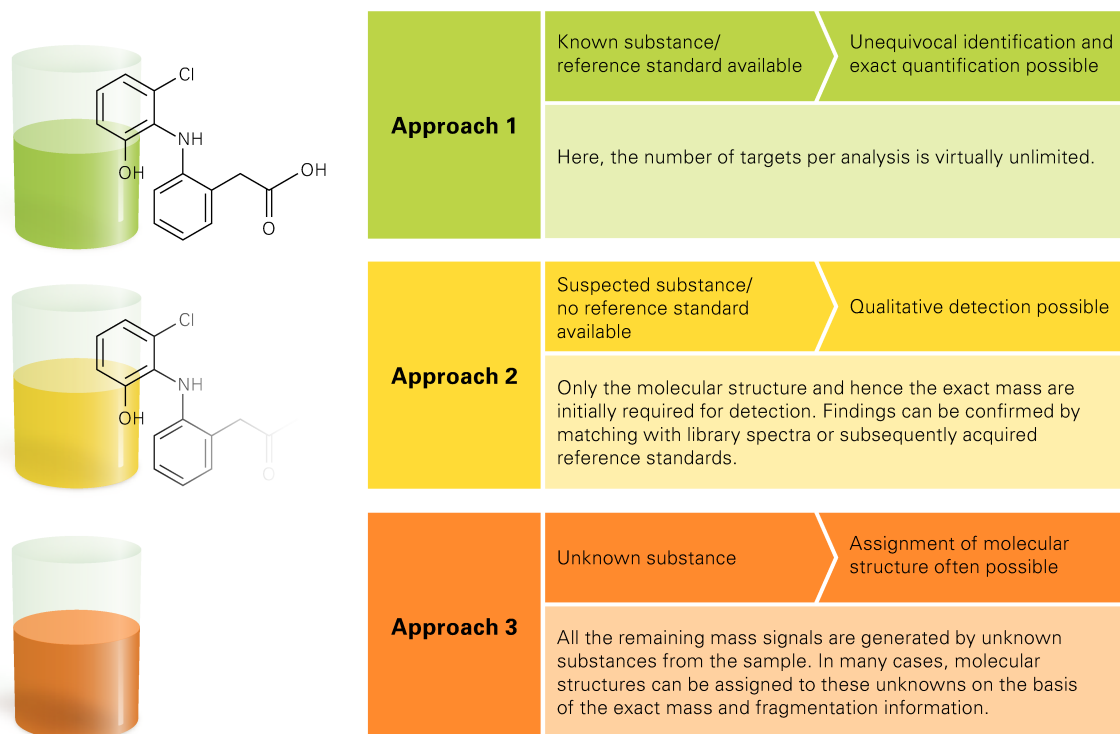 Cl
NH
OH
OH
O
Approach 1
Known substance/
reference standard available
Unequivocal identification and
exact quantification possible
Here, the number of targets per analysis is virtually unlimited.
Cl
NH
OH
O
Approach 2
Suspected substance/
no reference standard
available
Qualitative detection possible
Only the molecular structure and hence the exact mass are
initially required for detection. Findings can be confirmed by
matching with library spectra or subsequently acquired
reference standards.
Approach 3
Unknown substance
Assignment of molecular
structure often possible
All the remaining mass signals are generated by unknown
substances from the sample. In many cases, molecular
structures can be assigned to these unknowns on the basis
of the exact mass and fragmentation information.